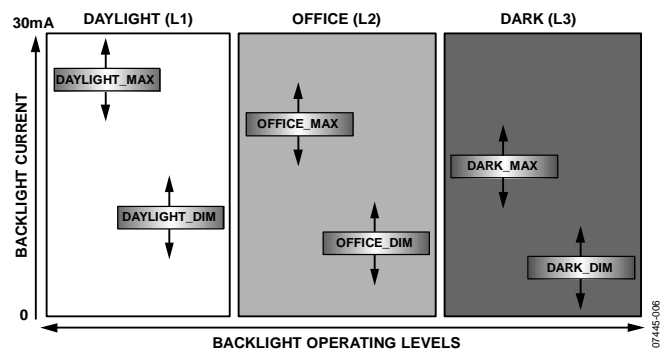 DAYLIGHT (L1)
OFFICE (L2)
DARK (L3)
30mA
BACKLIGHT CURRENT
0
DAYLIGHT_MAX
DAYLIGHT_DIM
OFFICE_MAX
OFFICE_DIM
DARK_MAX
DARK_DIM
BACKLIGHT OPERATING LEVELS
07445-006